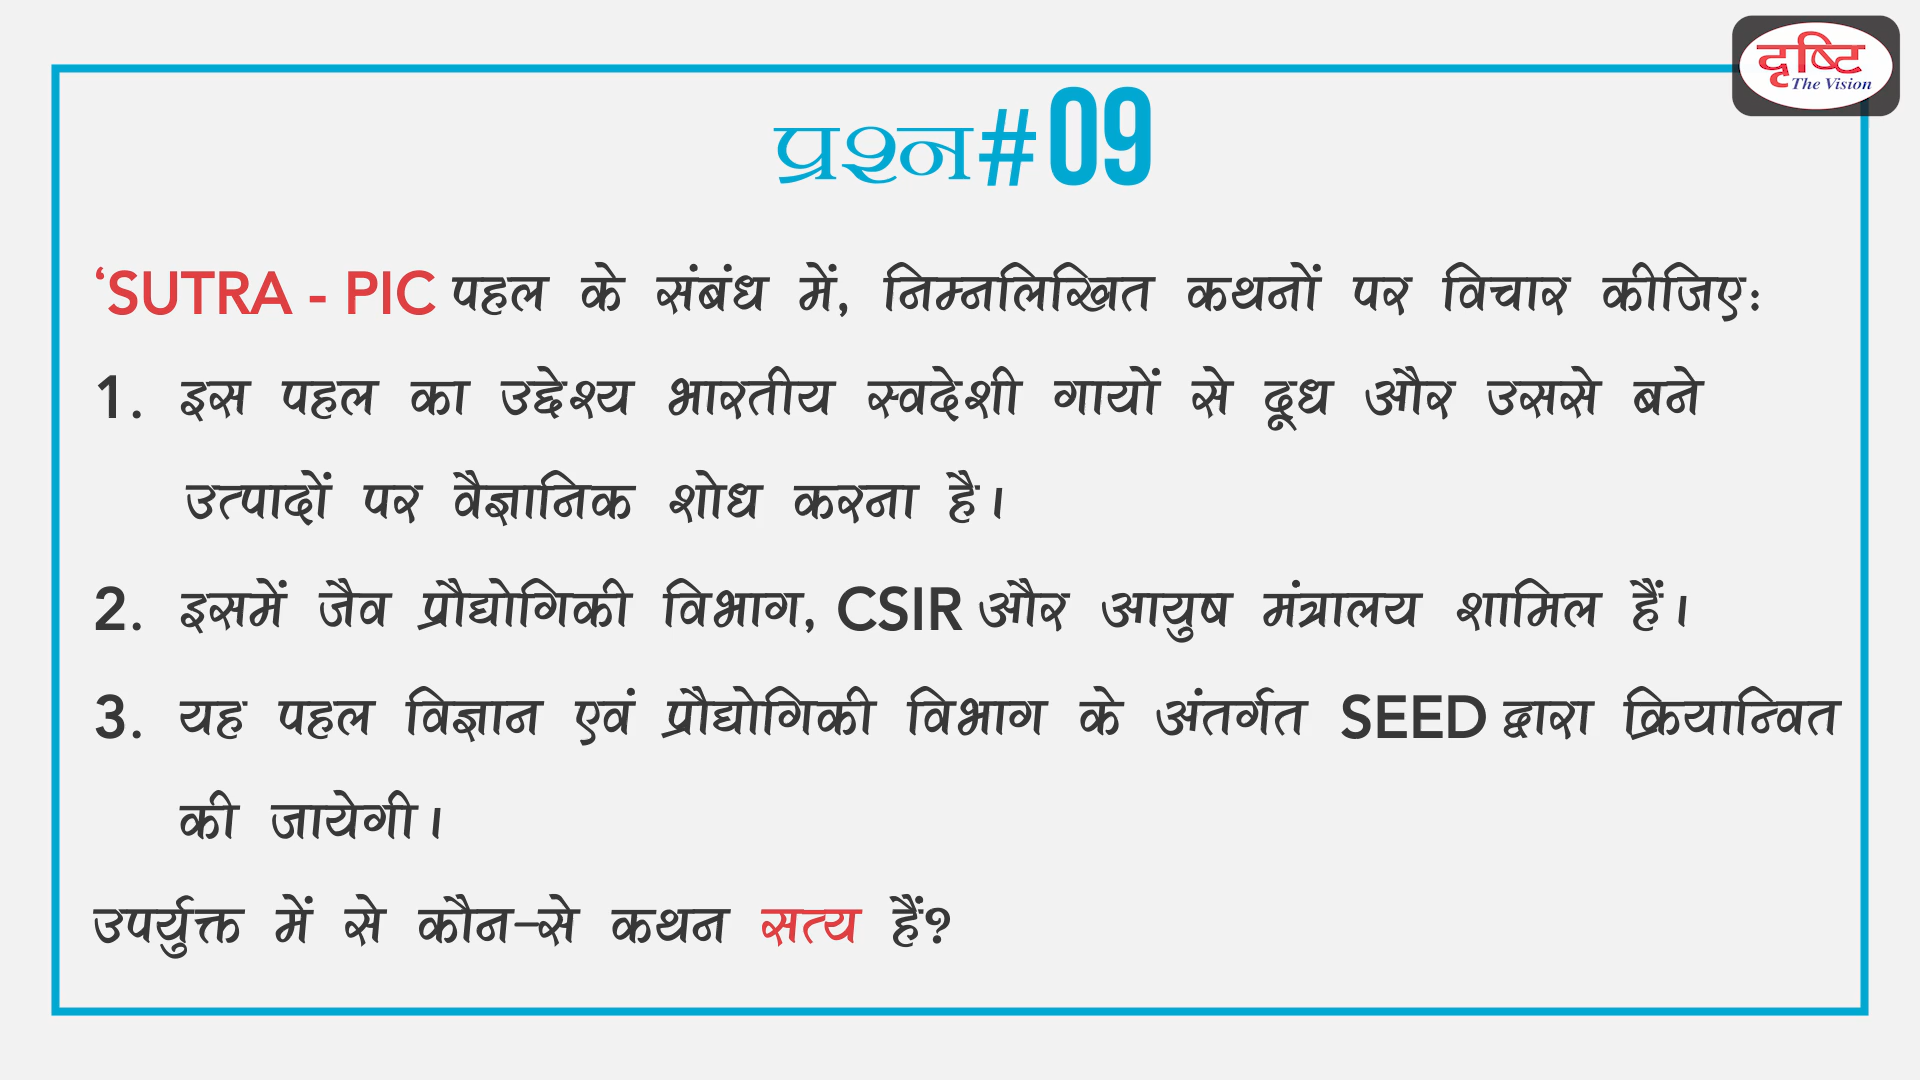 दृष्टि
The Vision
प्रश्न#09
‘SUTRA - PIC पहल के संबंध में, निम्नलिखित कथनों पर विचार कीजिए:
1. इस पहल का उद्देश्य भारतीय स्वदेशी गायों से दूध और उससे बने
उत्पादों पर वैज्ञानिक शोध करना है।
2. इसमें जैव प्रौद्योगिकी विभाग, CSIR और आयुष मंत्रालय शामिल हैं।
3. यह पहल विज्ञान एवं प्रौद्योगिकी विभाग के अंतर्गत SEED द्वारा क्रियान्वित
की जायेगी।
उपर्युक्त में से कौन-से कथन सत्य हैं?